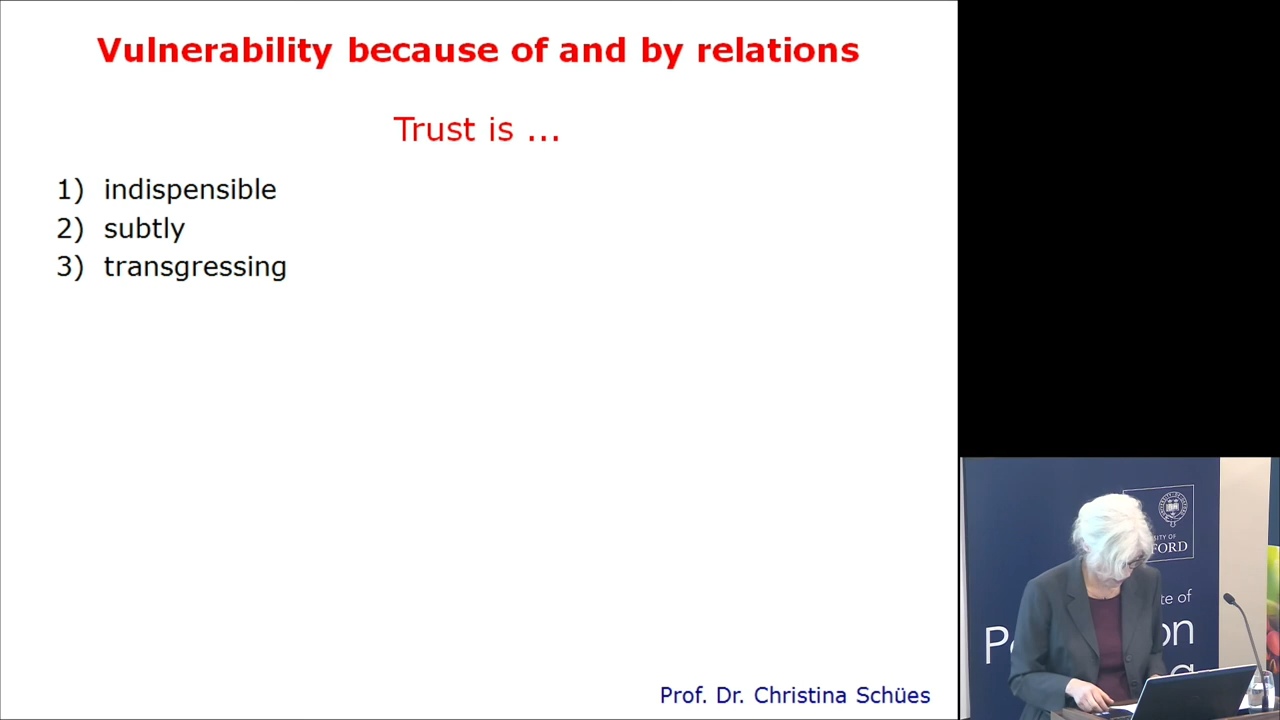 Vulnerability because of and by relations
Trust is ...
1) indispensible
2) subtly
3) transgressing
Prof. Dr. Christina Schües